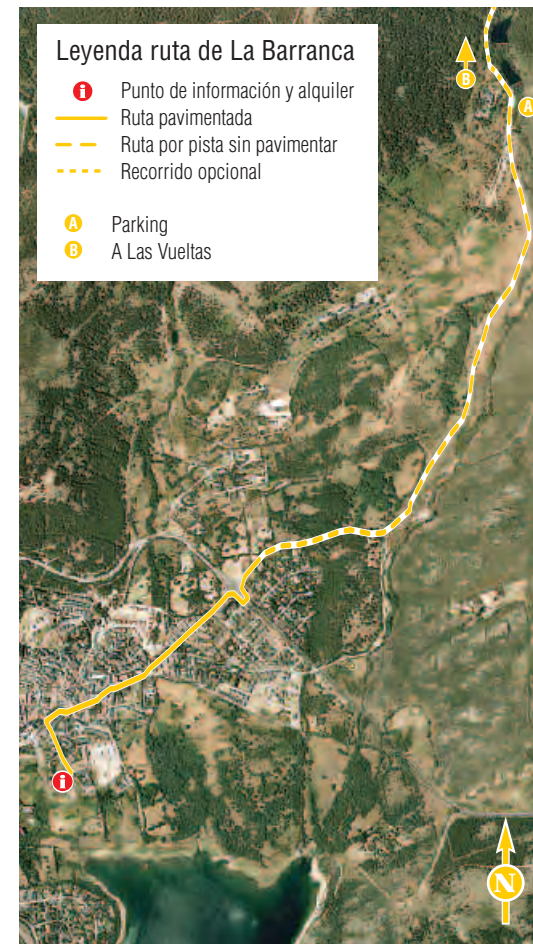 Leyenda ruta de La Barranca
i Punto de información y alquiler
Ruta pavimentada
Ruta por pista sin pavimentar
Recorrido opcional
A Parking
B A Las Vueltas
B
A
i
N